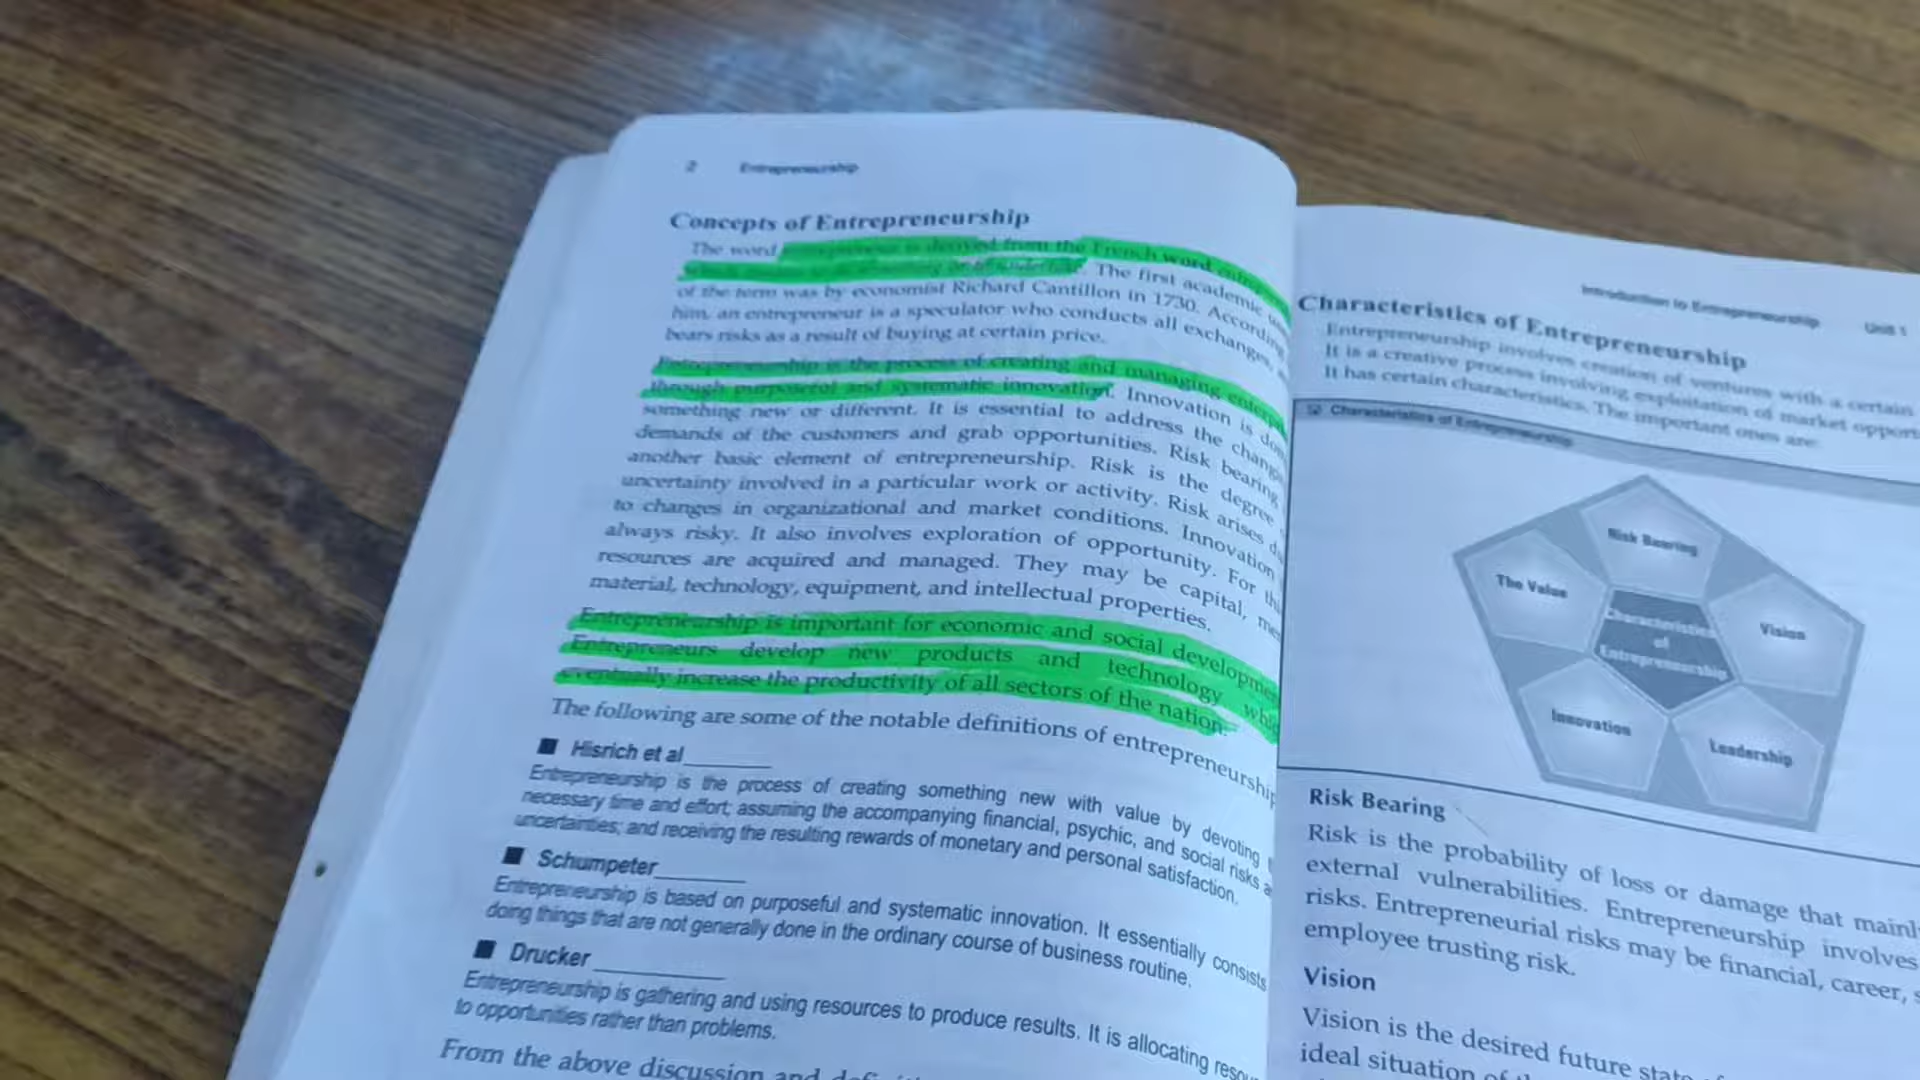 2 Entrepreneurship
Concepts of Entrepreneurship
The word is derived from the French word
The first academic
of the term was by economist Richard Cantillon in 1730. According
him, an entrepreneur is a speculator who conducts all exchanges,
bears risks as a result of buying at certain price.
Entrepreneurship is the process of creating and managing
through purposeful and systematic innovation. Innovation is
something new or different. It is essential to address the
demands of the customers and grab opportunities. Risk bearing
another basic element of entrepreneurship. Risk is the degree
uncertainty involved in a particular work or activity. Risk arises
to changes in organizational and market conditions. Innovation
always risky. It also involves exploration of opportunity. For
resources are acquired and managed. They may be capital,
material, technology, equipment, and intellectual properties.
Entrepreneurship is important for economic and social
Entrepreneurs develop new products and technology
eventually increase the productivity of all sectors of the nation.
The following are some of the notable definitions of entrepreneurship
■ Hisrich et al
Entrepreneurship is the process of creating something new with value by devoting
necessary time and effort; assuming the accompanying financial, psychic, and social risks
uncertainties; and receiving the resulting rewards of monetary and personal satisfaction.
■ Schumpeter
Entrepreneurship is based on purposeful and systematic innovation. It essentially consists
doing things that are not generally done in the ordinary course of business routine.
■ Drucker
Entrepreneurship is gathering and using resources to produce results. It is allocating
to opportunities rather than problems.
From the above discussion and
Introduction to Entrepreneurship Unit 1
Characteristics of Entrepreneurship
Entrepreneurship involves creation of ventures with a certain
It is a creative process involving exploitation of market
It has certain characteristics. The important ones are:
Characteristics of Entrepreneurship
Risk Bearing
The Value
Vision
Characteristics
of
Entrepreneurship
Innovation
Leadership
Risk Bearing
Risk is the probability of loss or damage that
external vulnerabilities. Entrepreneurship involves
risks. Entrepreneurial risks may be financial, career,
employee trusting risk.
Vision
Vision is the desired future state
ideal situation of